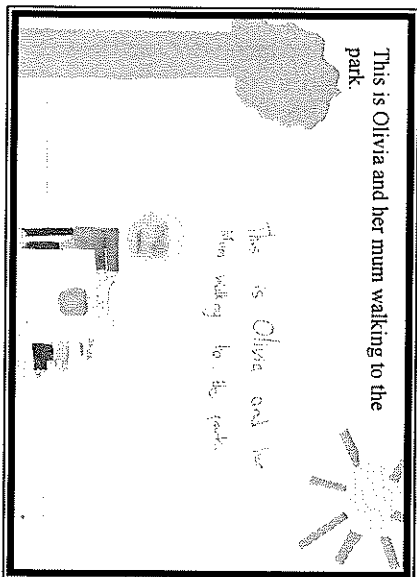 This is Olivia and her mum walking to the
park.
This is Olivia and her
Mum walking to the park.